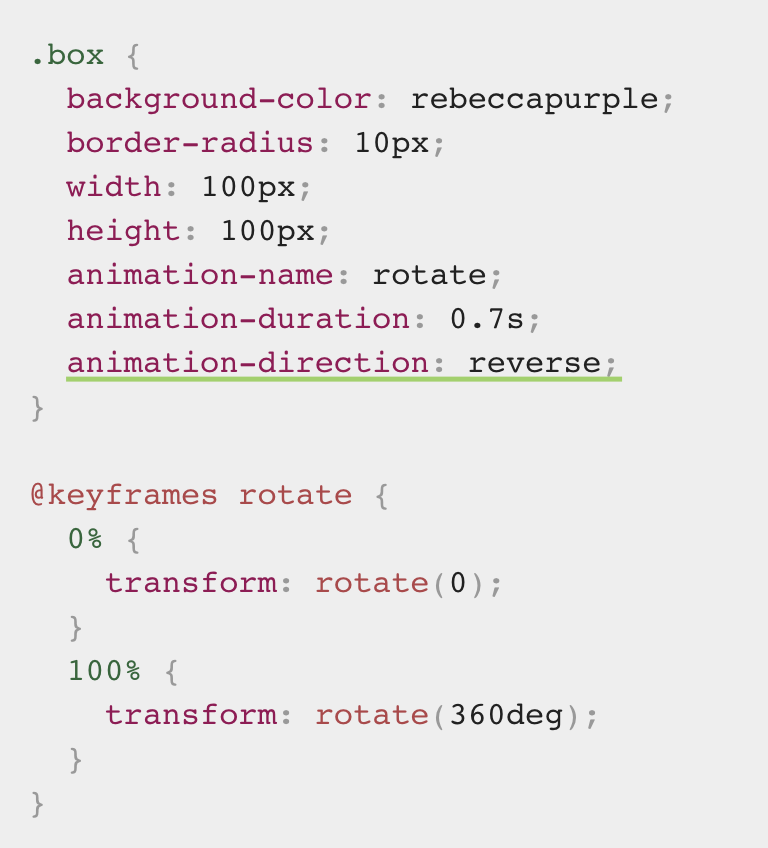 .box {
  background-color: rebeccapurple;
  border-radius: 10px;
  width: 100px;
  height: 100px;
  animation-name: rotate;
  animation-duration: 0.7s;
  animation-direction: reverse;
}

@keyframes rotate {
  0% {
    transform: rotate(0);
  }
  100% {
    transform: rotate(360deg);
  }
}